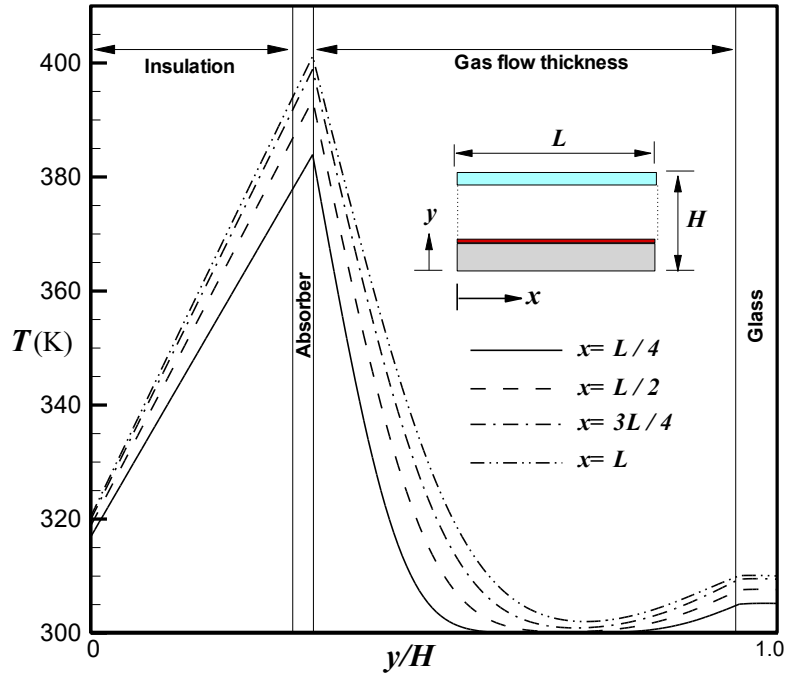 400
380
360
340
320
300
T (K)
Insulation
Gas flow thickness
Absorber
Glass
L
H
y
x
x= L / 4
x= L / 2
x= 3L / 4
x= L
0
y/H
1.0